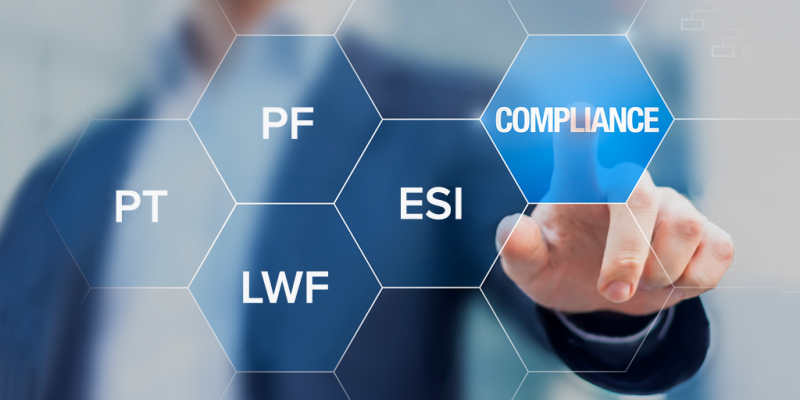 PF
COMPLIANCE
PT
ESI
LWF